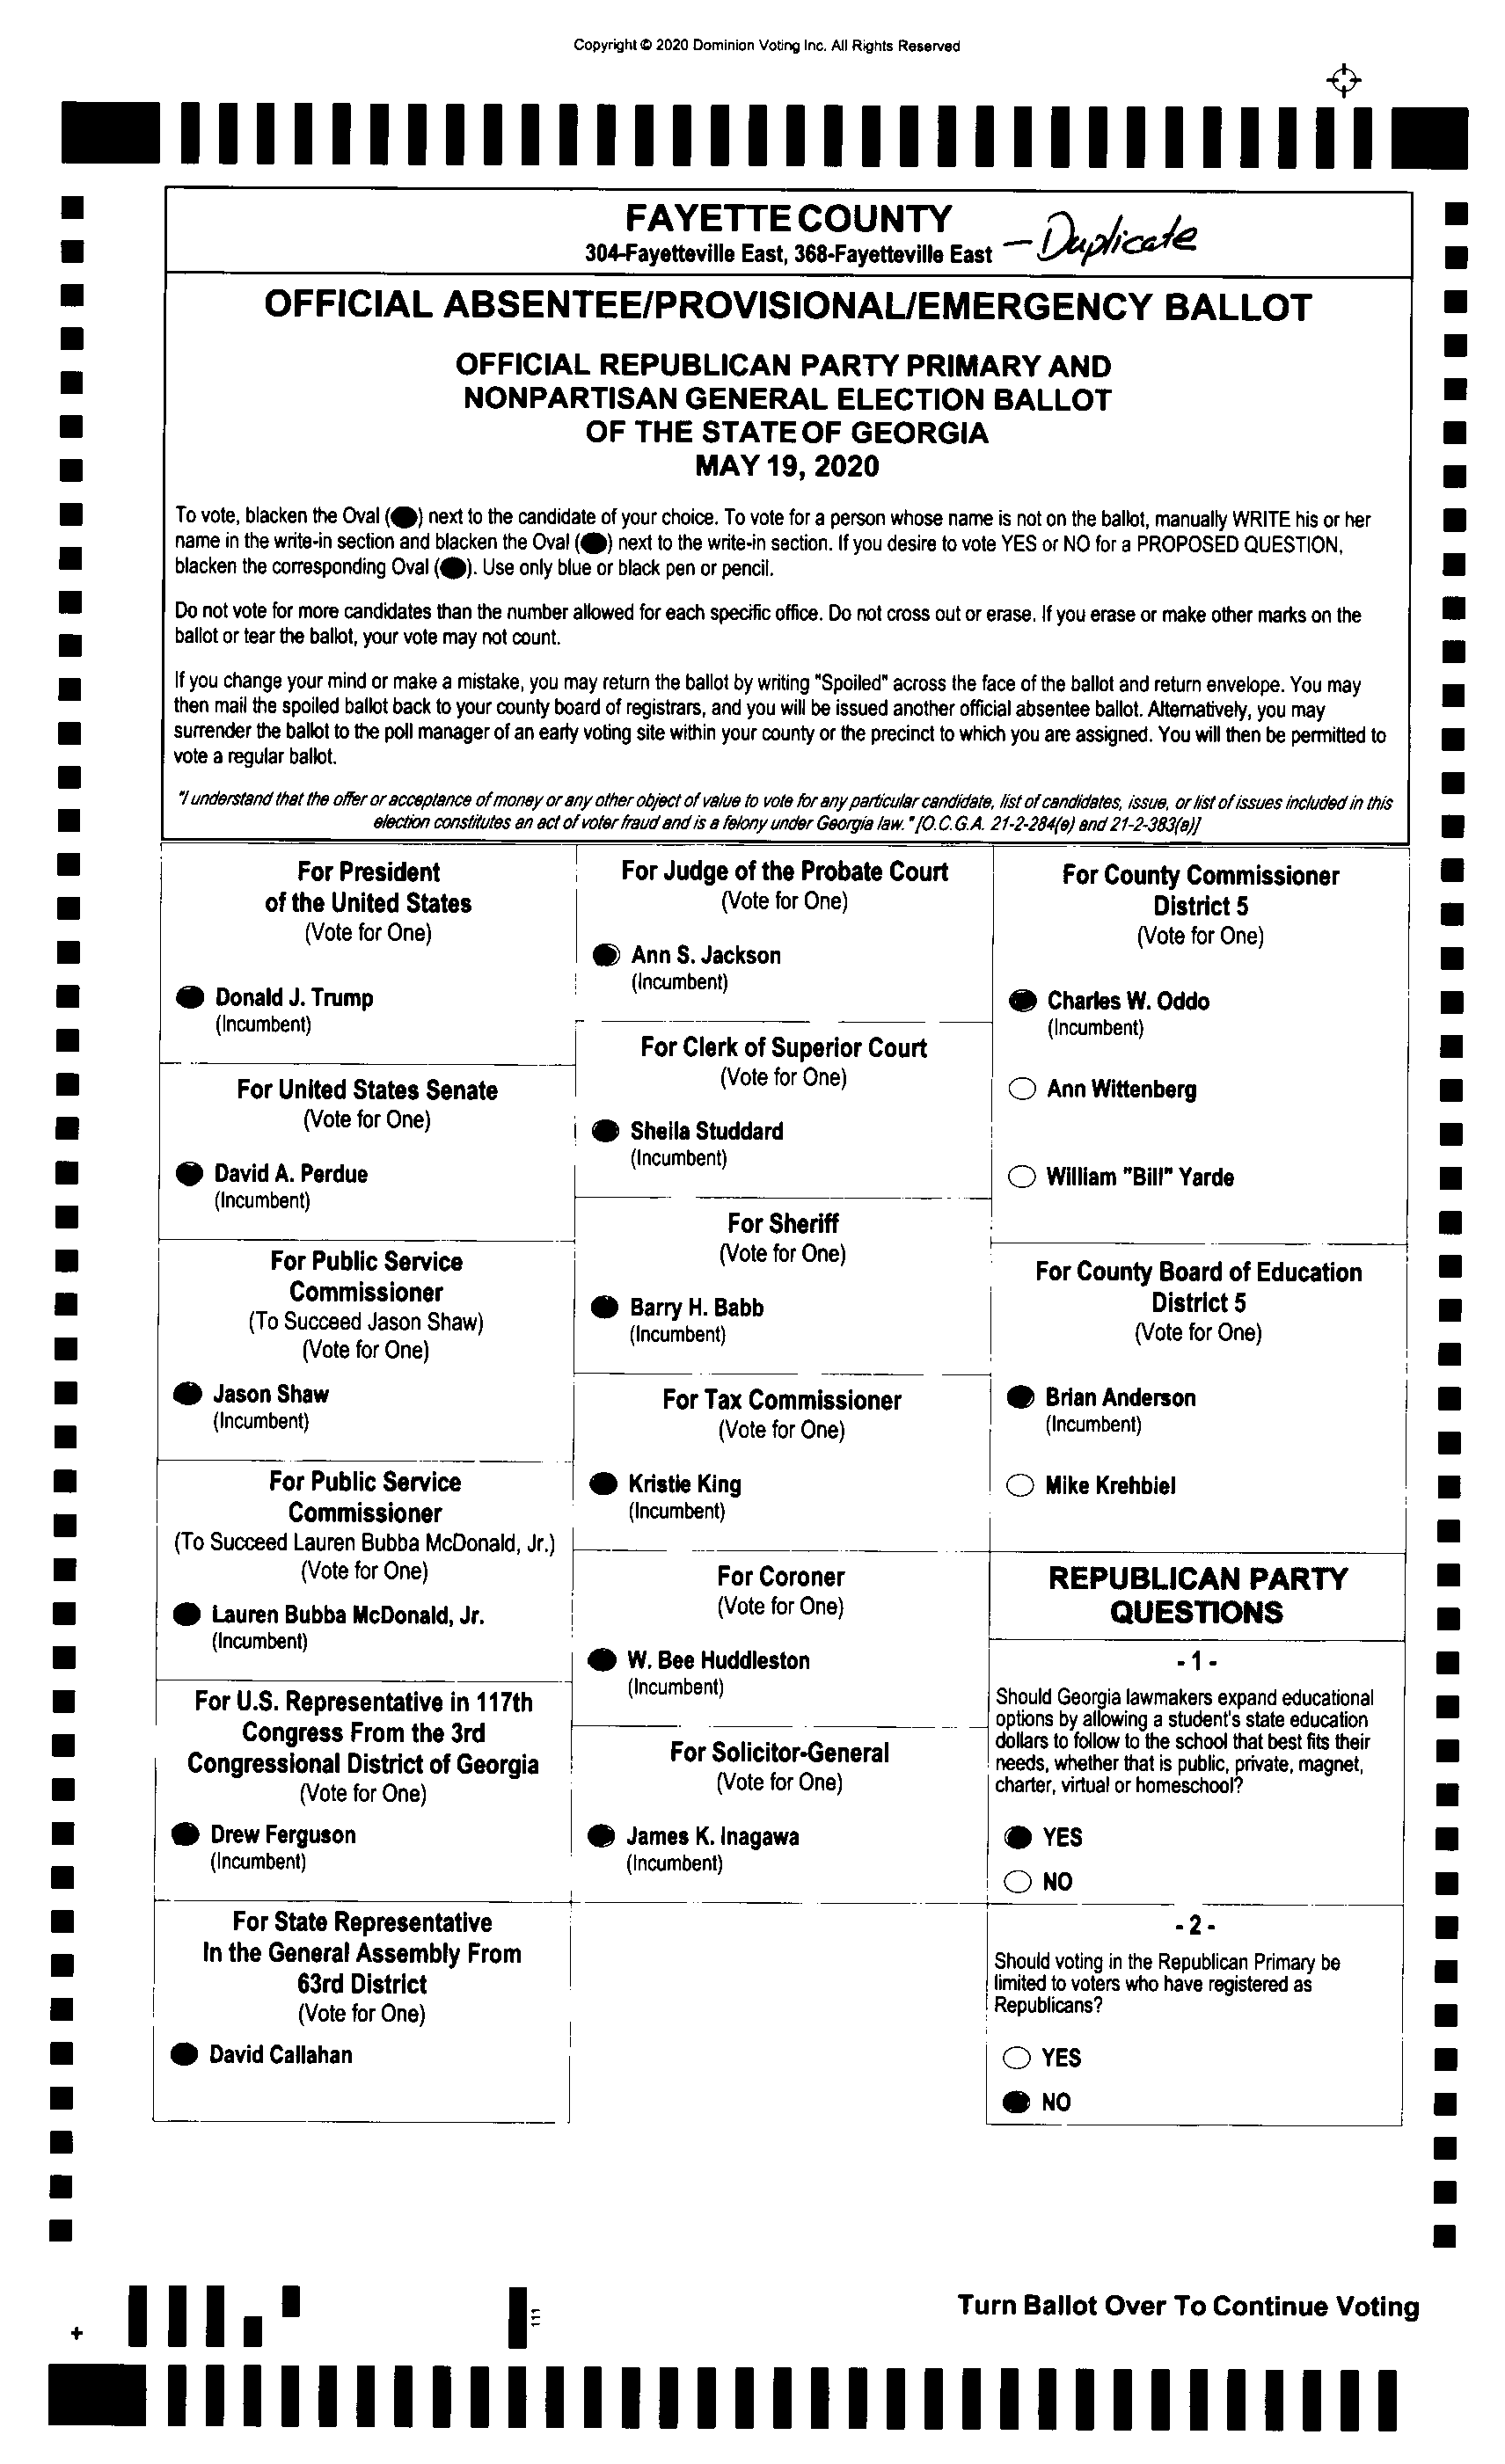 Copyright © 2020 Dominion Voting Inc. All Rights Reserved
FAYETTE COUNTY
304-Fayetteville East, 368-Fayetteville East – Duplicate
OFFICIAL ABSENTEE/PROVISIONAL/EMERGENCY BALLOT
OFFICIAL REPUBLICAN PARTY PRIMARY AND
NONPARTISAN GENERAL ELECTION BALLOT
OF THE STATE OF GEORGIA
MAY 19, 2020
To vote, blacken the Oval (⬬) next to the candidate of your choice. To vote for a person whose name is not on the ballot, manually WRITE his or her
name in the write-in section and blacken the Oval (⬬) next to the write-in section. If you desire to vote YES or NO for a PROPOSED QUESTION,
blacken the corresponding Oval (⬬). Use only blue or black pen or pencil.
Do not vote for more candidates than the number allowed for each specific office. Do not cross out or erase. If you erase or make other marks on the
ballot or tear the ballot, your vote may not count.
If you change your mind or make a mistake, you may return the ballot by writing "Spoiled" across the face of the ballot and return envelope. You may
then mail the spoiled ballot back to your county board of registrars, and you will be issued another official absentee ballot. Alternatively, you may
surrender the ballot to the poll manager of an early voting site within your county or the precinct to which you are assigned. You will then be permitted to
vote a regular ballot.
"I understand that the offer or acceptance of money or any other object of value to vote for any particular candidate, list of candidates, issue, or list of issues included in this
election constitutes an act of voter fraud and is a felony under Georgia law." [O.C.G.A. 21-2-284(e) and 21-2-383(a)]
For President
of the United States
(Vote for One)
Donald J. Trump
(Incumbent)
For United States Senate
(Vote for One)
David A. Perdue
(Incumbent)
For Public Service
Commissioner
(To Succeed Jason Shaw)
(Vote for One)
Jason Shaw
(Incumbent)
For Public Service
Commissioner
(To Succeed Lauren Bubba McDonald, Jr.)
(Vote for One)
Lauren Bubba McDonald, Jr.
(Incumbent)
For U.S. Representative in 117th
Congress From the 3rd
Congressional District of Georgia
(Vote for One)
Drew Ferguson
(Incumbent)
For State Representative
In the General Assembly From
63rd District
(Vote for One)
David Callahan
For Judge of the Probate Court
(Vote for One)
Ann S. Jackson
(Incumbent)
For Clerk of Superior Court
(Vote for One)
Sheila Studdard
(Incumbent)
For Sheriff
(Vote for One)
Barry H. Babb
(Incumbent)
For Tax Commissioner
(Vote for One)
Kristie King
(Incumbent)
For Coroner
(Vote for One)
W. Bee Huddleston
(Incumbent)
For Solicitor-General
(Vote for One)
James K. Inagawa
(Incumbent)
For County Commissioner
District 5
(Vote for One)
Charles W. Oddo
(Incumbent)
Ann Wittenberg
William "Bill" Yarde
For County Board of Education
District 5
(Vote for One)
Brian Anderson
(Incumbent)
Mike Krehbiel
REPUBLICAN PARTY
QUESTIONS
- 1 -
Should Georgia lawmakers expand educational
options by allowing a student's state education
dollars to follow to the school that best fits their
needs, whether that is public, private, magnet,
charter, virtual or homeschool?
YES
NO
- 2 -
Should voting in the Republican Primary be
limited to voters who have registered as
Republicans?
YES
NO
111
Turn Ballot Over To Continue Voting
+